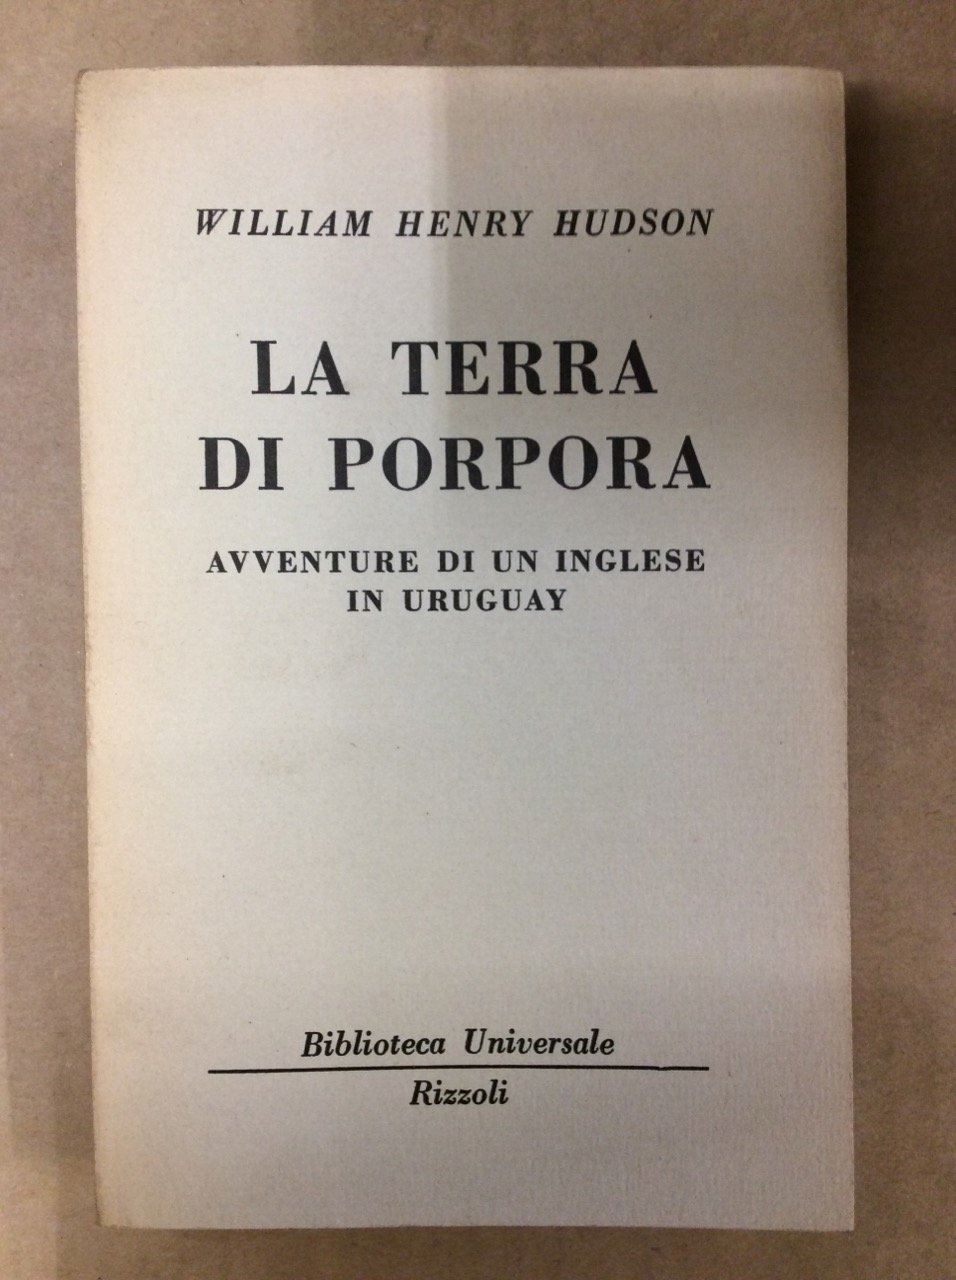 WILLIAM HENRY HUDSON
LA TERRA
DI PORPORA
AVVENTURE DI UN INGLESE
IN URUGUAY
Biblioteca Universale
Rizzoli